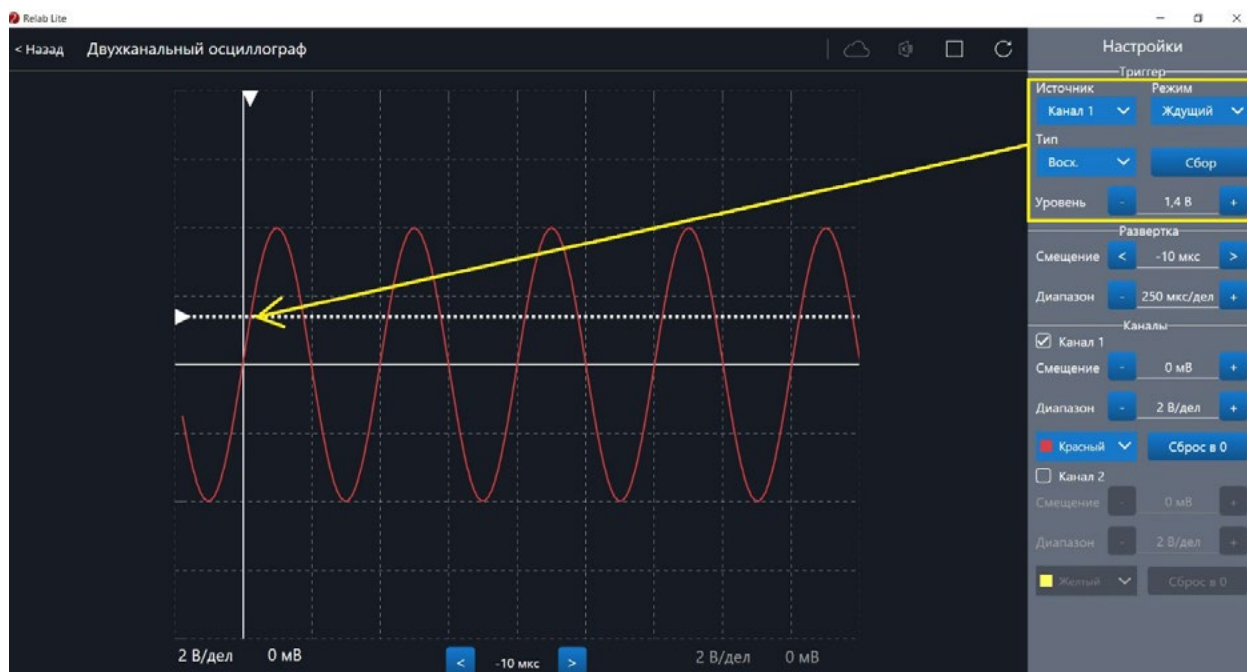 Relab Lite
< Назад Двухканальный осциллограф
Настройки
Триггер
Источник Режим
Канал 1 Ждущий
Тип
Восх. Сбор
Уровень - 1,4 В +
Развертка
Смещение < -10 мкс >
Диапазон - 250 мкс/дел +
Каналы
Канал 1
Смещение - 0 мВ +
Диапазон - 2 В/дел +
Красный Сброс в 0
Канал 2
Смещение - 0 мВ +
Диапазон - 2 В/дел +
Желтый Сброс в 0
2 В/дел 0 мВ < -10 мкс > 2 В/дел 0 мВ